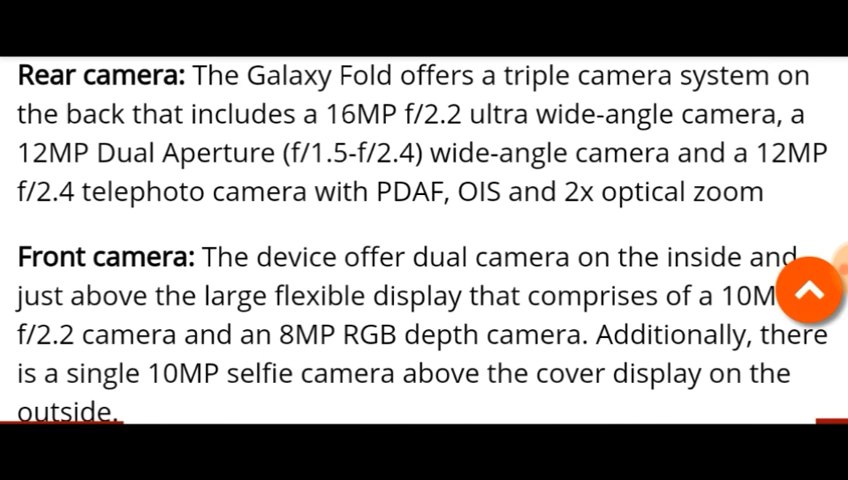 Rear camera: The Galaxy Fold offers a triple camera system on
the back that includes a 16MP f/2.2 ultra wide-angle camera, a
12MP Dual Aperture (f/1.5-f/2.4) wide-angle camera and a 12MP
f/2.4 telephoto camera with PDAF, OIS and 2x optical zoom
Front camera: The device offer dual camera on the inside and
just above the large flexible display that comprises of a
f/2.2 camera and an 8MP RGB depth camera. Additionally, there
is a single 10MP selfie camera above the cover display on the
outside.